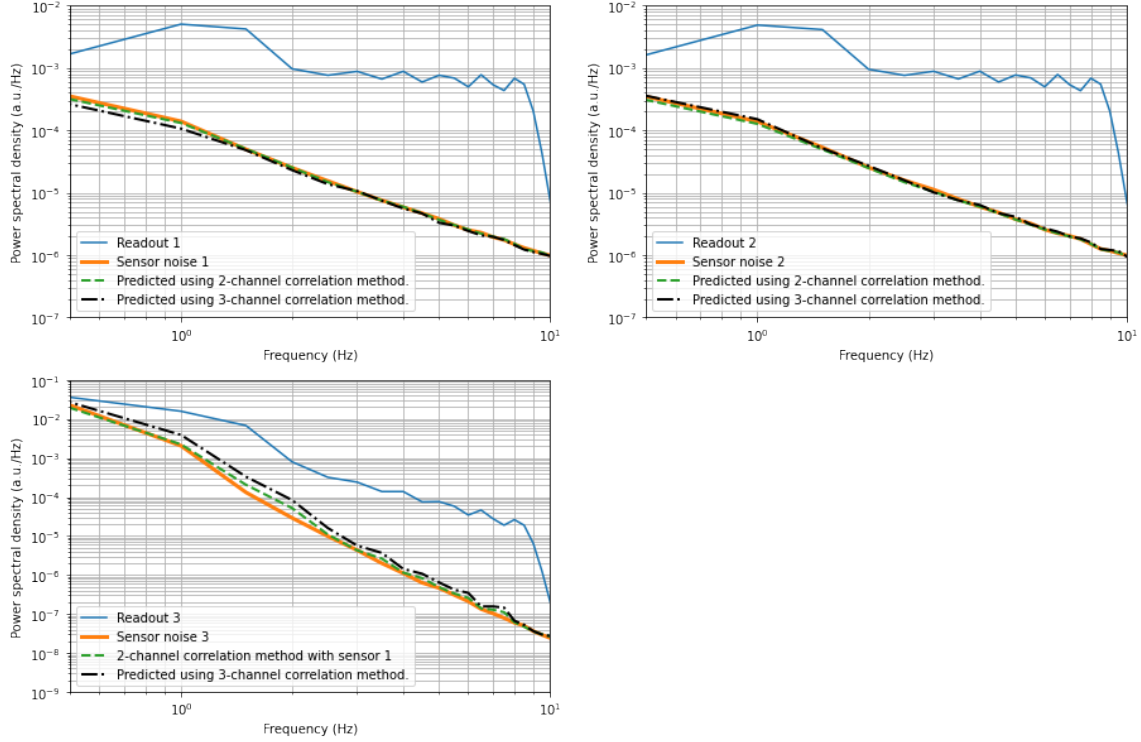 10⁻¹
10⁻²
10⁻³
10⁻⁴
10⁻⁵
10⁻⁶
10⁻⁷
Power spectral density (a.u./Hz)
Readout 1
Sensor noise 1
Predicted using 2-channel correlation method.
Predicted using 3-channel correlation method.
10⁰
10¹
Frequency (Hz)
10⁻¹
10⁻²
10⁻³
10⁻⁴
10⁻⁵
10⁻⁶
10⁻⁷
Power spectral density (a.u./Hz)
Readout 2
Sensor noise 2
Predicted using 2-channel correlation method.
Predicted using 3-channel correlation method.
10⁰
10¹
Frequency (Hz)
10⁻¹
10⁻²
10⁻³
10⁻⁴
10⁻⁵
10⁻⁶
10⁻⁷
10⁻⁸
10⁻⁹
Power spectral density (a.u./Hz)
Readout 3
Sensor noise 3
2-channel correlation method with sensor 1
Predicted using 3-channel correlation method.
10⁰
10¹
Frequency (Hz)